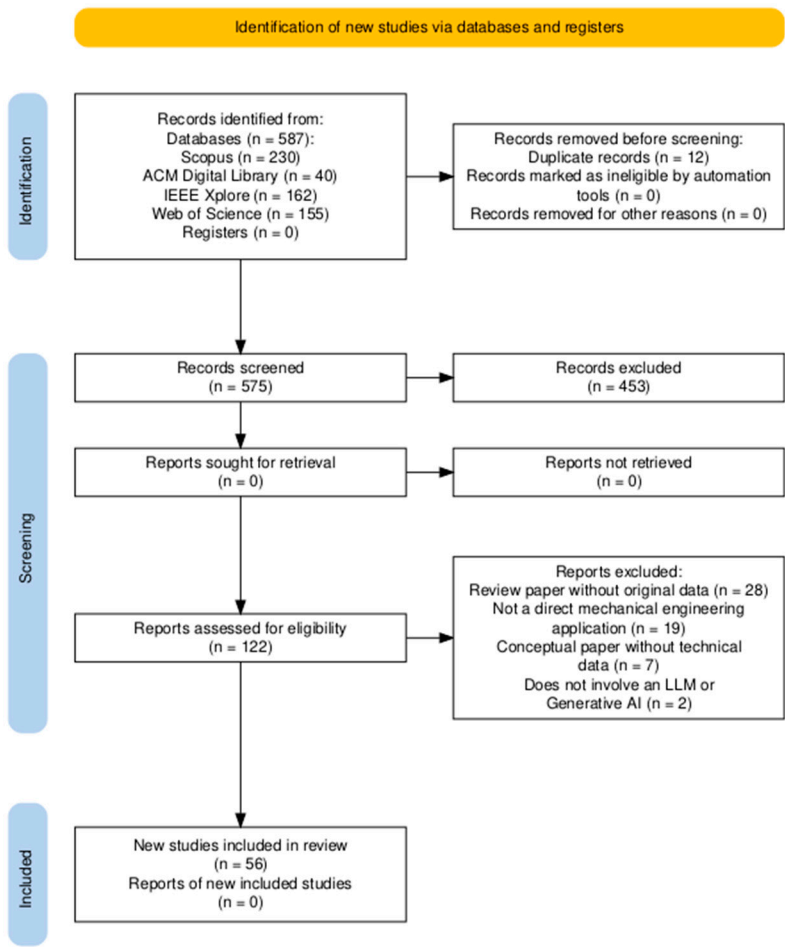 Identification of new studies via databases and registers
Identification
Records identified from:
Databases (n = 587):
Scopus (n = 230)
ACM Digital Library (n = 40)
IEEE Xplore (n = 162)
Web of Science (n = 155)
Registers (n = 0)
Records removed before screening:
Duplicate records (n = 12)
Records marked as ineligible by automation
tools (n = 0)
Records removed for other reasons (n = 0)
Screening
Records screened
(n = 575)
Records excluded
(n = 453)
Reports sought for retrieval
(n = 0)
Reports not retrieved
(n = 0)
Reports assessed for eligibility
(n = 122)
Reports excluded:
Review paper without original data (n = 28)
Not a direct mechanical engineering
application (n = 19)
Conceptual paper without technical
data (n = 7)
Does not involve an LLM or
Generative AI (n = 2)
Included
New studies included in review
(n = 56)
Reports of new included studies
(n = 0)